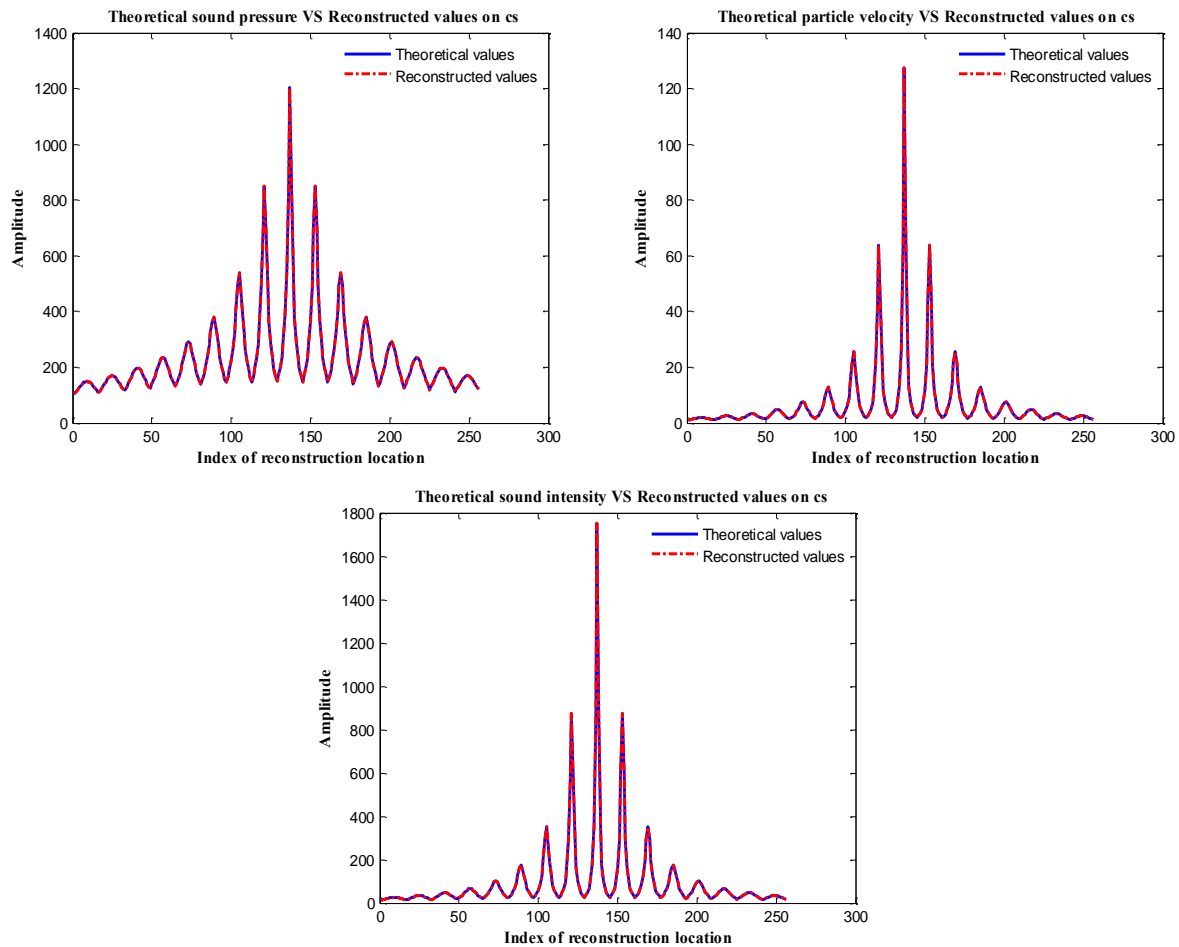 Theoretical sound pressure VS Reconstructed values on cs
1400
1200
1000
800
600
400
200
0
Amplitude
Theoretical values
Reconstructed values
0 50 100 150 200 250 300
Index of reconstruction location
Theoretical particle velocity VS Reconstructed values on cs
140
120
100
80
60
40
20
0
Amplitude
Theoretical values
Reconstructed values
0 50 100 150 200 250 300
Index of reconstruction location
Theoretical sound intensity VS Reconstructed values on cs
1800
1600
1400
1200
1000
800
600
400
200
0
Amplitude
Theoretical values
Reconstructed values
0 50 100 150 200 250 300
Index of reconstruction location